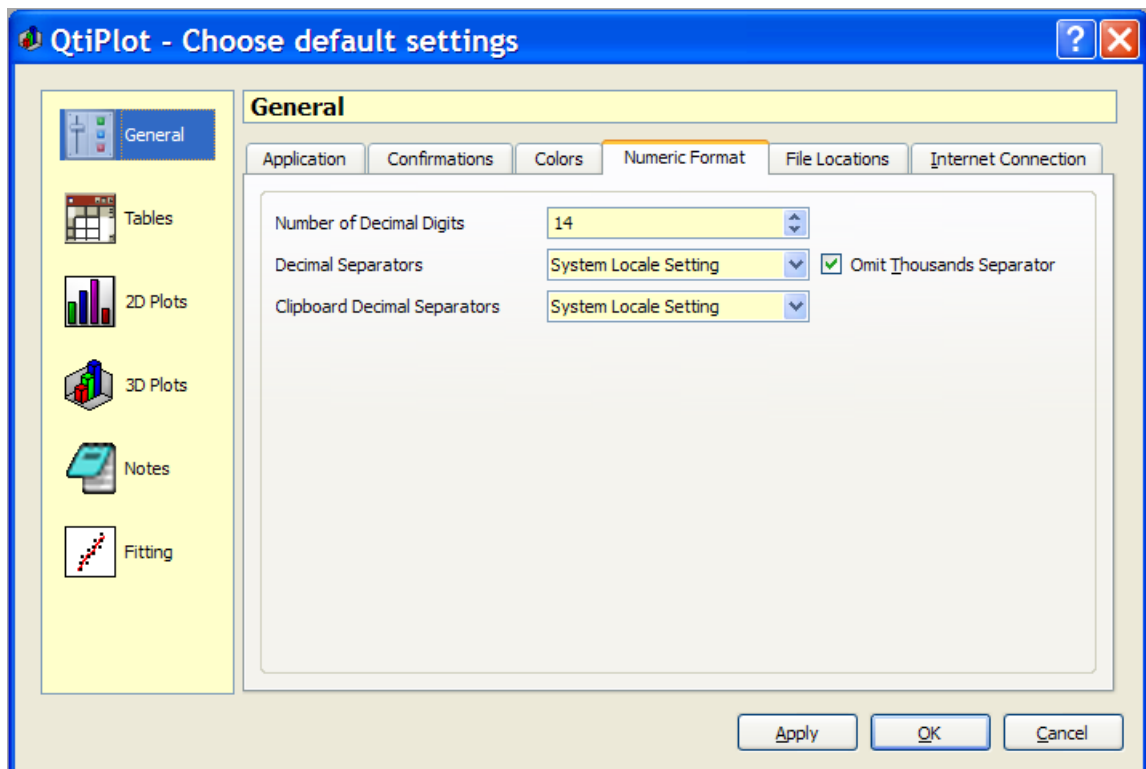 QtiPlot - Choose default settings
General
Tables
2D Plots
3D Plots
Notes
Fitting
General
Application Confirmations Colors Numeric Format File Locations Internet Connection
Number of Decimal Digits 14
Decimal Separators System Locale Setting Omit Thousands Separator
Clipboard Decimal Separators System Locale Setting
Apply OK Cancel